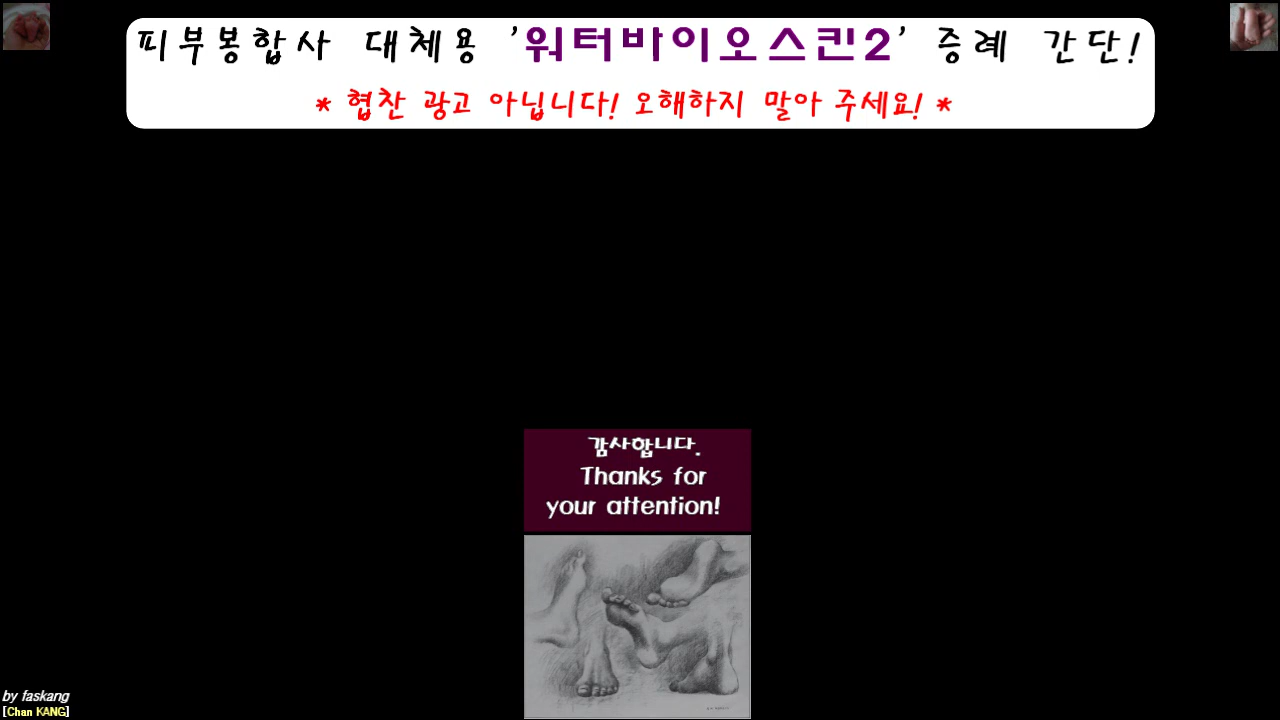 피부봉합사 대체용 '워터바이오스킨2' 증례 간단!
* 협찬 광고 아닙니다! 오해하지 말아 주세요! *
감사합니다.
Thanks for
your attention!
by faskang
[Chan KANG]